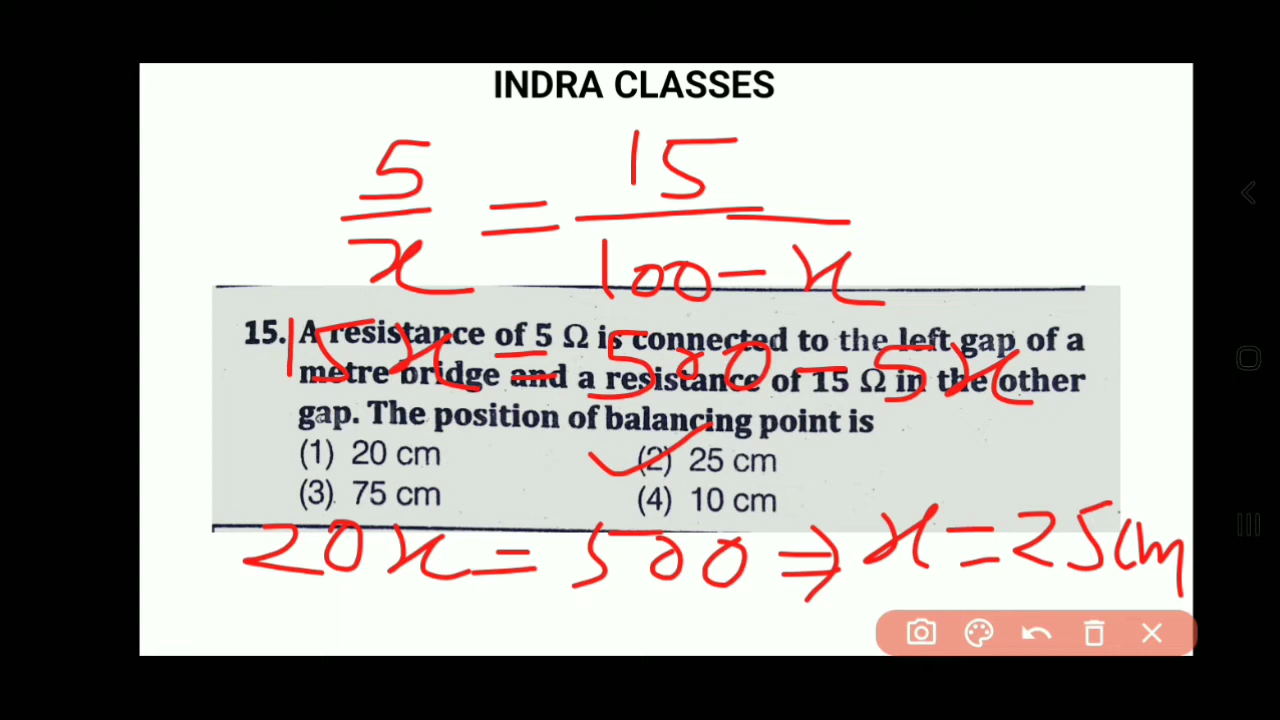 INDRA CLASSES
5/x = 15/100-x
15. A resistance of 5 Ω is connected to the left gap of a
15x = 500 - 5x
metre bridge and a resistance of 15 Ω in the other
gap. The position of balancing point is
(1) 20 cm (2) 25 cm
(3) 75 cm (4) 10 cm
20x = 500 ⇒ x = 25cm